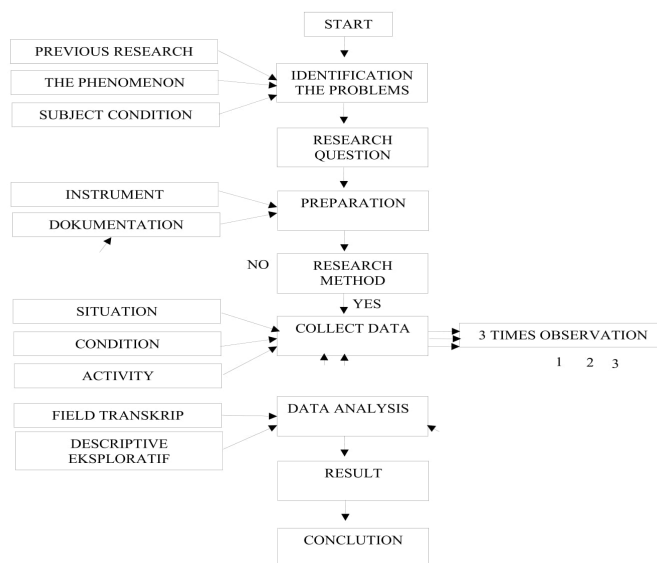 START
PREVIOUS RESEARCH
THE PHENOMENON
SUBJECT CONDITION
IDENTIFICATION
THE PROBLEMS
RESEARCH
QUESTION
INSTRUMENT
DOKUMENTATION
PREPARATION
NO
RESEARCH
METHOD
YES
SITUATION
CONDITION
ACTIVITY
COLLECT DATA
3 TIMES OBSERVATION
1 2 3
FIELD TRANSKRIP
DESCRIPTIVE
EKSPLORATIF
DATA ANALYSIS
RESULT
CONCLUTION